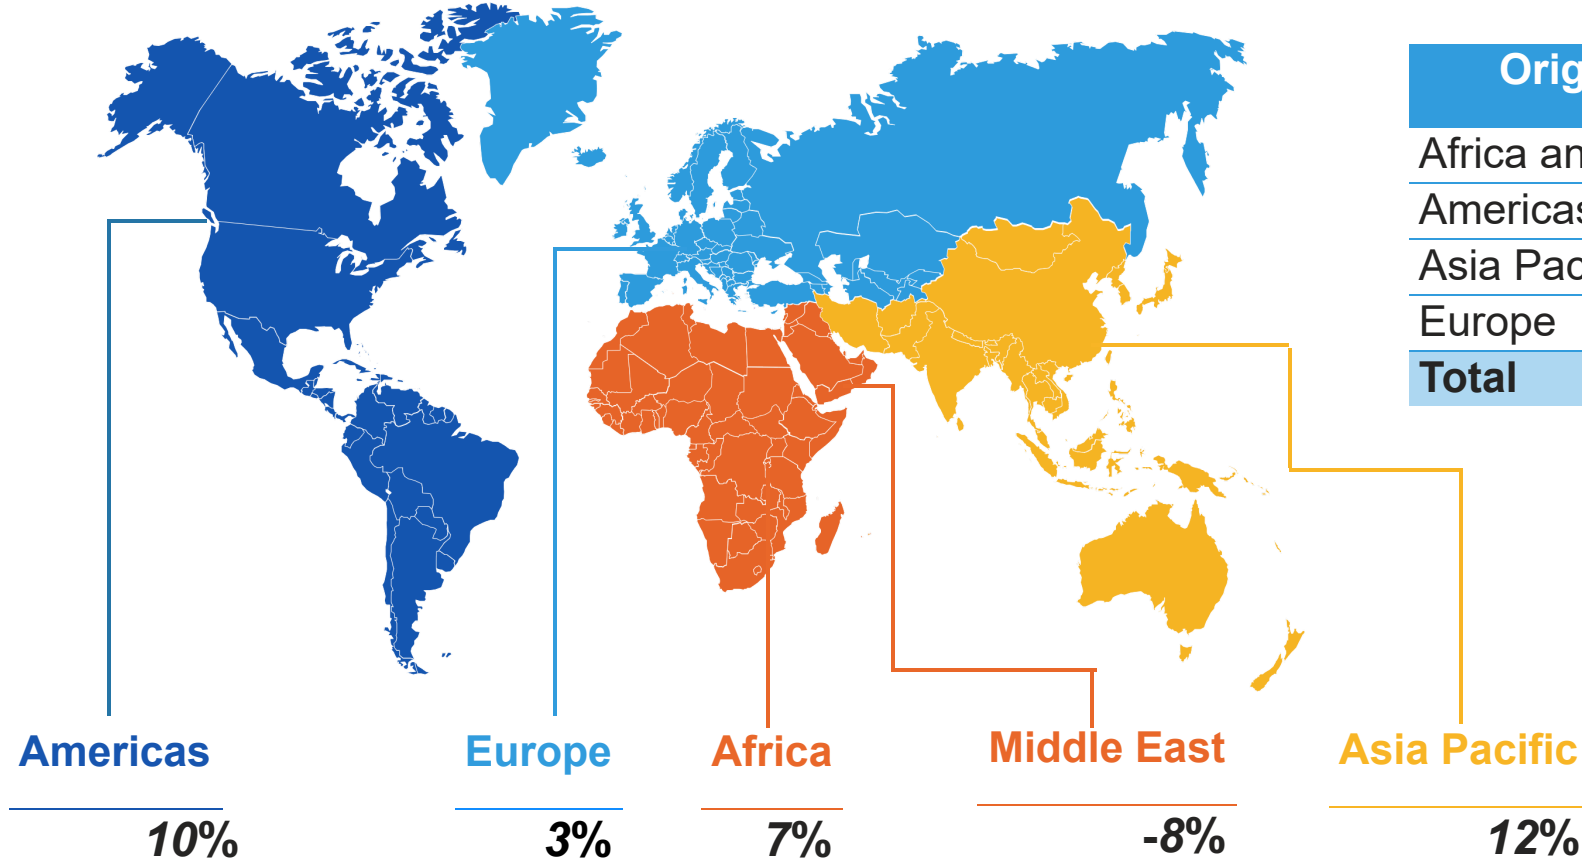 Orig
Africa an
Americas
Asia Pac
Europe
Total
Americas
Europe
Africa
Middle East
Asia Pacific
10%
3%
7%
-8%
12%